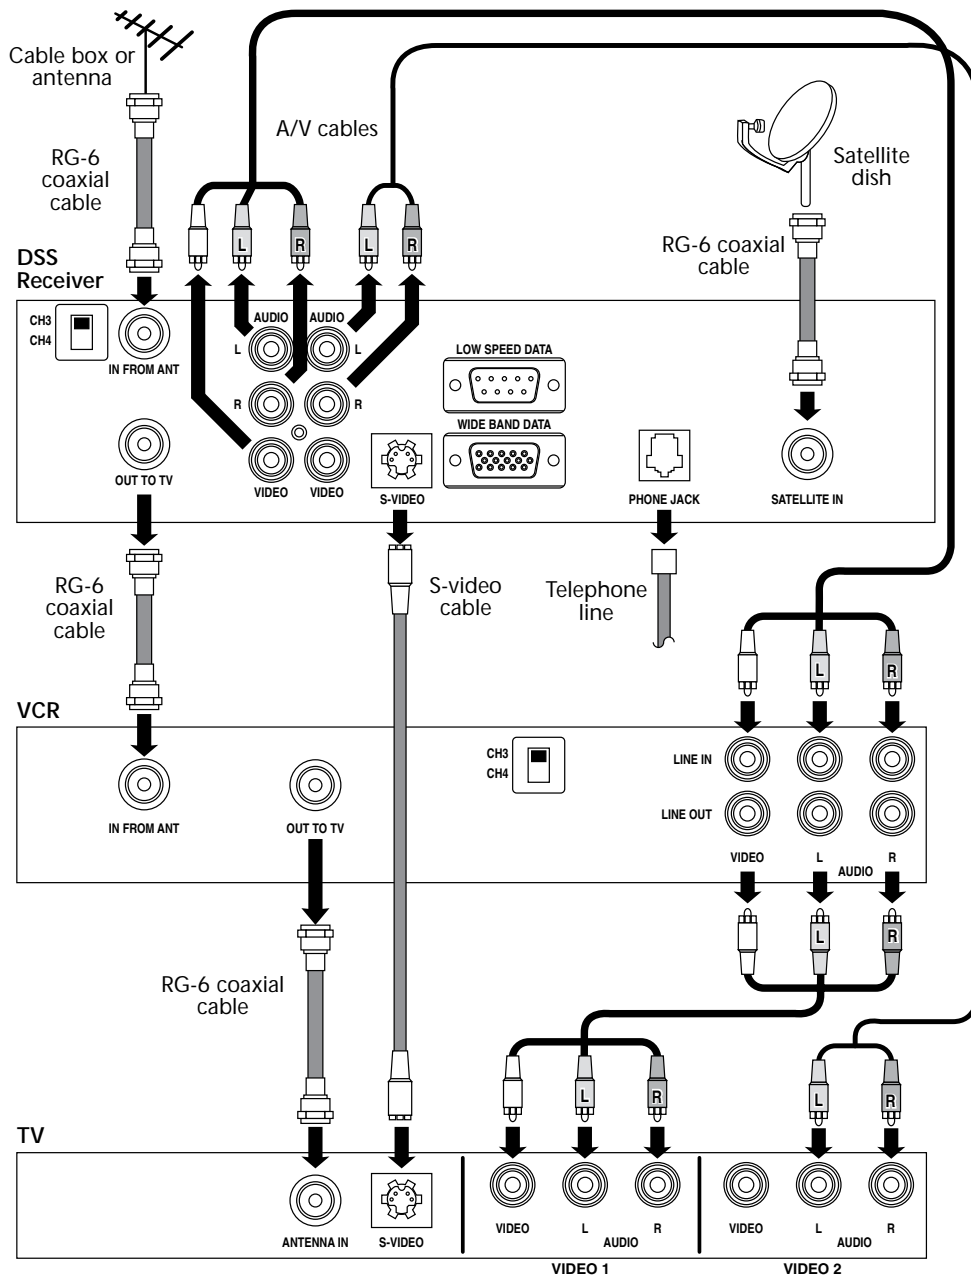 Cable box or
antenna
A/V cables
RG-6
coaxial
cable
Satellite
dish
RG-6 coaxial
cable
L
R
L
R
DSS
Receiver
CH3
CH4
IN FROM ANT
AUDIO
AUDIO
L
L
R
R
VIDEO
VIDEO
LOW SPEED DATA
WIDE BAND DATA
OUT TO TV
S-VIDEO
PHONE JACK
SATELLITE IN
RG-6
coaxial
cable
S-video
cable
Telephone
line
L
R
VCR
CH3
CH4
LINE IN
LINE OUT
IN FROM ANT
OUT TO TV
VIDEO
L
R
AUDIO
L
R
RG-6 coaxial
cable
L
R
L
R
TV
ANTENNA IN
S-VIDEO
VIDEO
L
R
AUDIO
VIDEO
L
R
AUDIO
VIDEO 1
VIDEO 2